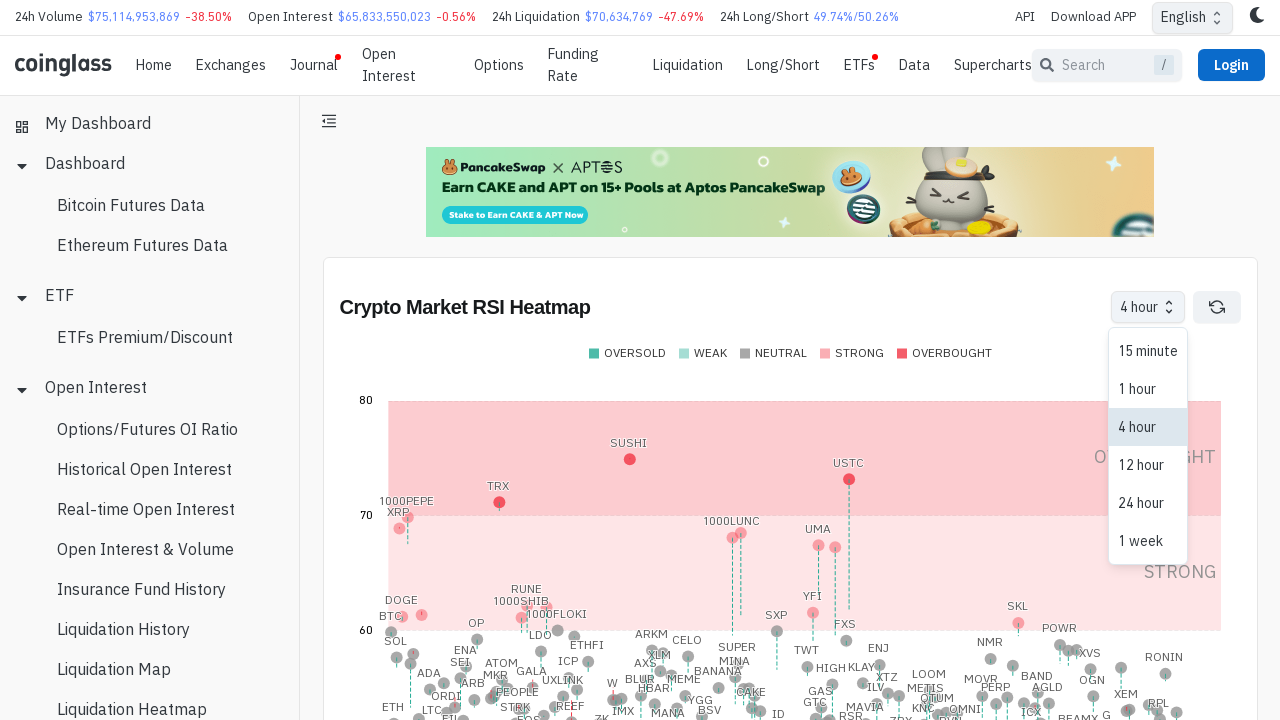 24h Volume $75,114,953,869 -38.50% Open Interest $65,833,550,023 -0.56% 24h Liquidation $70,634,769 -47.69% 24h Long/Short 49.74%/50.26% API Download APP English
coinglass Home Exchanges Journal Open Interest Options Funding Rate Liquidation Long/Short ETFs Data Supercharts Search / Login
My Dashboard
Dashboard
Bitcoin Futures Data
Ethereum Futures Data
ETF
ETFs Premium/Discount
Open Interest
Options/Futures OI Ratio
Historical Open Interest
Real-time Open Interest
Open Interest & Volume
Insurance Fund History
Liquidation History
Liquidation Map
Liquidation Heatmap
PancakeSwap × APTOS
Earn CAKE and APT on 15+ Pools at Aptos PancakeSwap
Stake to Earn CAKE & APT Now
Crypto Market RSI Heatmap
4 hour
15 minute
1 hour
4 hour
12 hour
24 hour
1 week
OVERSOLD WEAK NEUTRAL STRONG OVERBOUGHT
80
SUSHI
USTC
TRX
1000PEPE
XRP
70
1000LUNC
UMA
STRONG
RUNE
YFI
DOGE
1000SHIB
SKL
BTC
1000FLOKI
SXP
OP
FXS
60
POWR
LDO
ARKM
SOL
CELO
NMR
ETHFI
ENA
SUPER
TWT
ENJ
XLM
XVS
SEI
ATOM
ICP
AXS
MINA
RONIN
ADA
MKR
GALA
BANANA
HIGH
KLAY
XTZ
LOOM
BAND
ARB
UXLINK
W
BLUR
MEME
MOVR
OGN
ORDI
PEOPLE
HBAR
CAKE
GAS
ILV
METIS
PERP
AGLD
XEM
ETH
LTC
STRK
REEF
IMX
MANA
YGG
BSV
ID
GTC
MAVIA
KNC
QTUM
OMNI
ICX
G
RPL